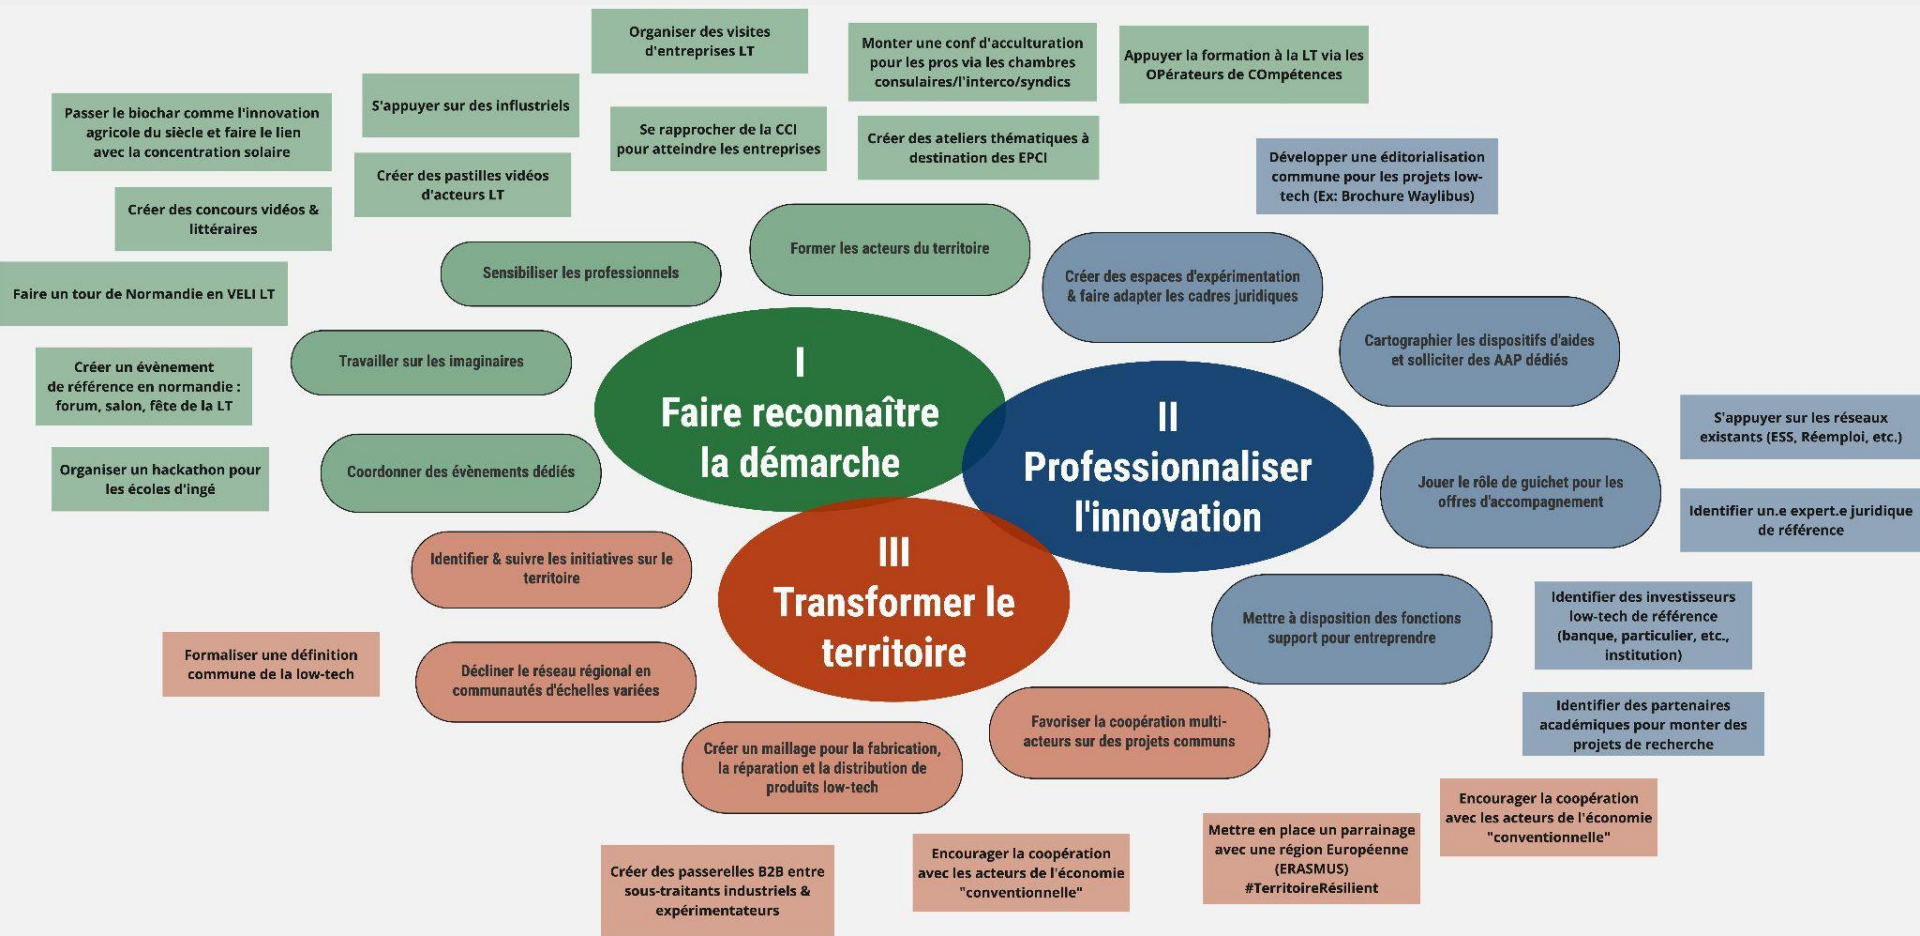 Organiser des visites
d'entreprises LT
Monter une conf d'acculturation
pour les pros via les chambres
consulaires/l'interco/syndics
Appuyer la formation à la LT via les
OPérateurs de COmpétences
Passer le biochar comme l'innovation
agricole du siècle et faire le lien
avec la concentration solaire
S'appuyer sur des influstriels
Se rapprocher de la CCI
pour atteindre les entreprises
Créer des ateliers thématiques à
destination des EPCI
Développer une éditorialisation
commune pour les projets low-
tech (Ex: Brochure Waylibus)
Créer des pastilles vidéos
d'acteurs LT
Créer des concours vidéos &
littéraires
Former les acteurs du territoire
Sensibiliser les professionnels
Créer des espaces d'expérimentation
& faire adapter les cadres juridiques
Faire un tour de Normandie en VELI LT
Travailler sur les imaginaires
Cartographier les dispositifs d'aides
et solliciter des AAP dédiés
Créer un évènement
de référence en normandie :
forum, salon, fête de la LT
I
Faire reconnaître
la démarche
II
Professionnaliser
l'innovation
S'appuyer sur les réseaux
existants (ESS, Réemploi, etc.)
Organiser un hackathon pour
les écoles d'ingé
Coordonner des évènements dédiés
Jouer le rôle de guichet pour les
offres d'accompagnement
Identifier un.e expert.e juridique
de référence
Identifier & suivre les initiatives sur le
territoire
III
Transformer le
territoire
Mettre à disposition des fonctions
support pour entreprendre
Identifier des investisseurs
low-tech de référence
(banque, particulier, etc.,
institution)
Formaliser une définition
commune de la low-tech
Décliner le réseau régional en
communautés d'échelles variées
Favoriser la coopération multi-
acteurs sur des projets communs
Identifier des partenaires
académiques pour monter des
projets de recherche
Créer un maillage pour la fabrication,
la réparation et la distribution de
produits low-tech
Encourager la coopération
avec les acteurs de l'économie
"conventionnelle"
Mettre en place un parrainage
avec une région Européenne
(ERASMUS)
#TerritoireRésilient
Encourager la coopération
avec les acteurs de l'économie
"conventionnelle"
Créer des passerelles B2B entre
sous-traitants industriels &
expérimentateurs